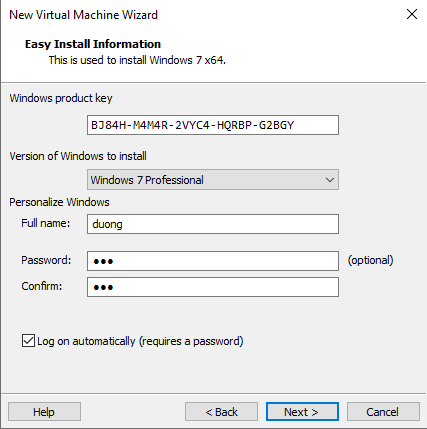 New Virtual Machine Wizard
Easy Install Information
This is used to install Windows 7 x64.
Windows product key
BJ84H-M4M4R-2VYC4-HQRBP-G2BGY
Version of Windows to install
Windows 7 Professional
Personalize Windows
Full name: duong
Password: ●●● (optional)
Confirm: ●●●
Log on automatically (requires a password)
Help < Back Next > Cancel